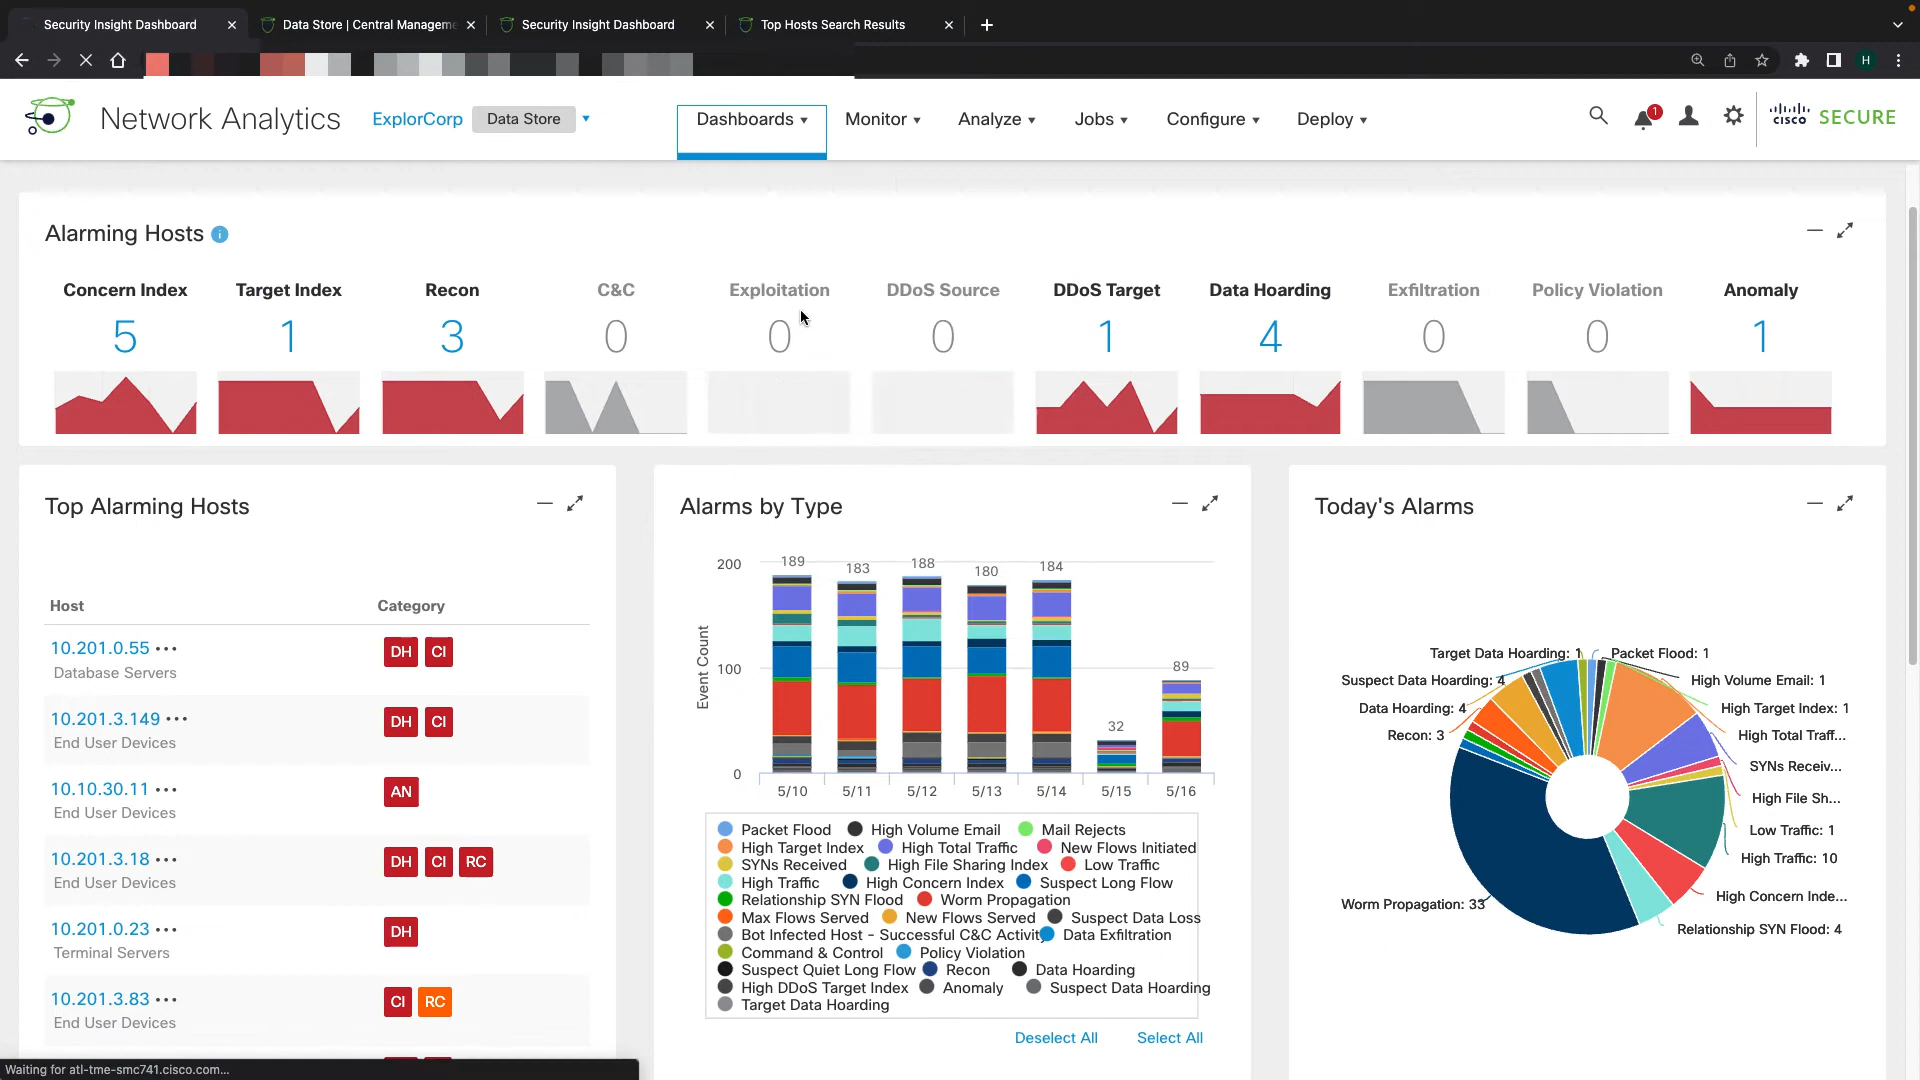 Security Insight Dashboard
Data Store | Central Manageme
Security Insight Dashboard
Top Hosts Search Results
H
Network Analytics
ExplorCorp
Data Store
Dashboards
Monitor
Analyze
Jobs
Configure
Deploy
1
cisco SECURE
Alarming Hosts
Concern Index Target Index Recon C&C Exploitation DDoS Source DDoS Target Data Hoarding Exfiltration Policy Violation Anomaly
5 1 3 0 0 0 1 4 0 0 1
Top Alarming Hosts
Host Category
10.201.0.55 ••• DH CI
Database Servers
10.201.3.149 ••• DH CI
End User Devices
10.10.30.11 ••• AN
End User Devices
10.201.3.18 ••• DH CI RC
End User Devices
10.201.0.23 ••• DH
Terminal Servers
10.201.3.83 ••• CI RC
End User Devices
Alarms by Type
Event Count
200
100
0
189 183 188 180 184 32 89
5/10 5/11 5/12 5/13 5/14 5/15 5/16
Packet Flood High Volume Email Mail Rejects
High Target Index High Total Traffic New Flows Initiated
SYNs Received High File Sharing Index Low Traffic
High Traffic High Concern Index Suspect Long Flow
Relationship SYN Flood Worm Propagation
Max Flows Served New Flows Served Suspect Data Loss
Bot Infected Host - Successful C&C Activity Data Exfiltration
Command & Control Policy Violation
Suspect Quiet Long Flow Recon Data Hoarding
High DDoS Target Index Anomaly Suspect Data Hoarding
Target Data Hoarding
Deselect All Select All
Today's Alarms
Target Data Hoarding: 1 Packet Flood: 1
Suspect Data Hoarding: 4 High Volume Email: 1
Data Hoarding: 4 High Target Index: 1
Recon: 3 High Total Traff...
SYNs Receiv...
High File Sh...
Low Traffic: 1
High Traffic: 10
High Concern Inde...
Worm Propagation: 33
Relationship SYN Flood: 4
Waiting for atl-tme-smc741.cisco.com...